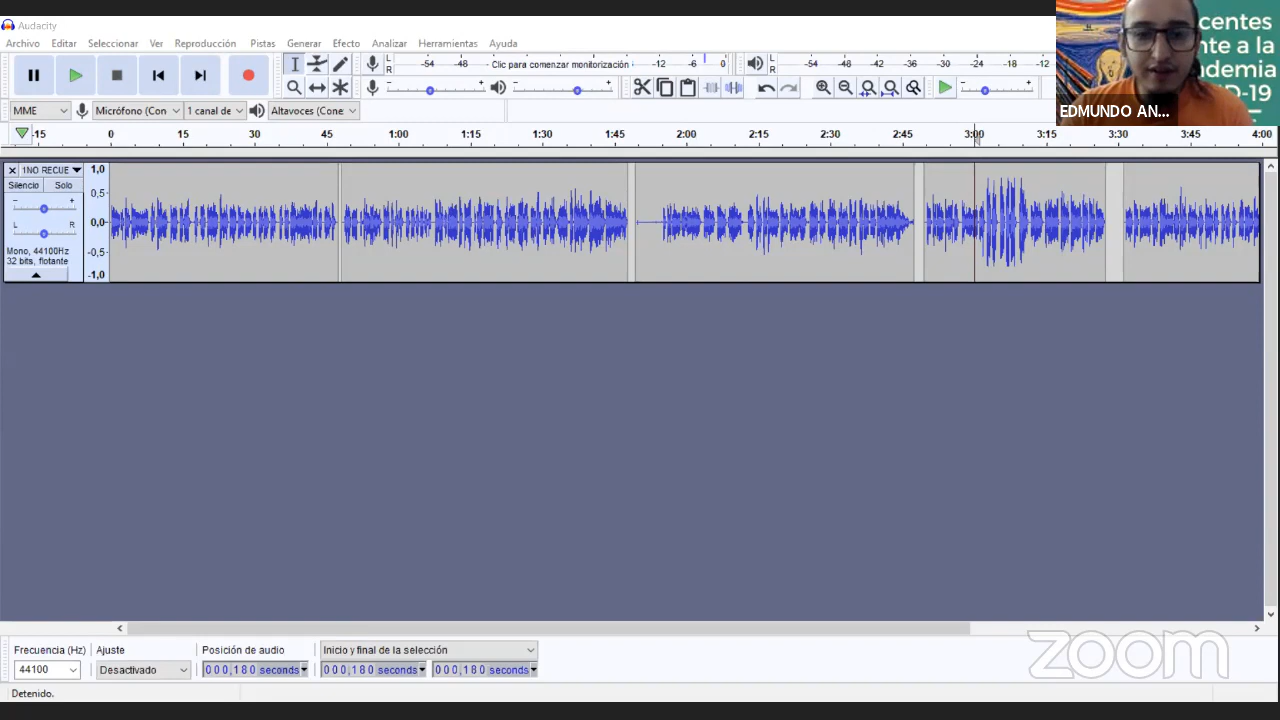 Audacity
Archivo Editar Seleccionar Ver Reproducción Pistas Generar Efecto Analizar Herramientas Ayuda
L R -54 -48 Clic para comenzar monitorización -12 -6 0 L R -54 -48 -42 -36 -30 -24 -18 -12
MME Micrófono (Con 1 canal de Altavoces (Cone
-15 0 15 30 45 1:00 1:15 1:30 1:45 2:00 2:15 2:30 2:45 3:00 3:15 3:30 3:45 4:00
1NO RECUE
Silencio Solo
- +
L R
Mono, 44100Hz
32 bits, flotante
1,0
0,5-
0,0-
-0,5-
-1,0
centes
nte a la
demia
D-19
EDMUNDO AN...
Frecuencia (Hz) Ajuste Posición de audio Inicio y final de la selección
44100 Desactivado 000,180 seconds 000,180 seconds 000,180 seconds
Detenido.
zoom